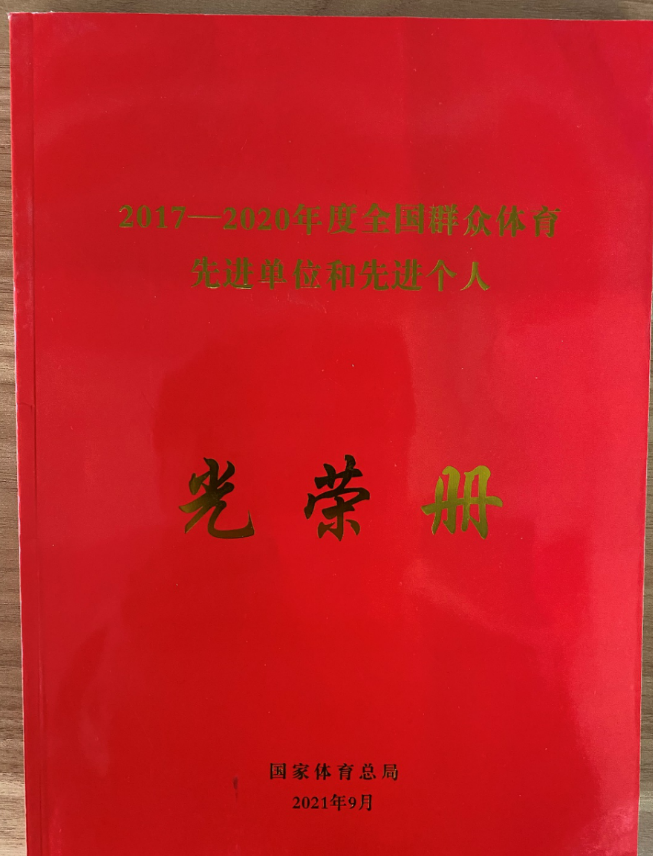 2017—2020年度全国群众体育
先进单位和先进个人
光荣册
国家体育总局
2021年9月